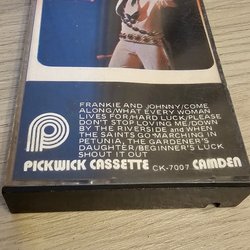 FRANKIE AND JOHNNY/COME
ALONG/WHAT EVERY WOMAN
LIVES FOR/HARD LUCK/PLEASE
DON'T STOP LOVING ME/DOWN
BY THE RIVERSIDE and WHEN
THE SAINTS GO MARCHING IN
PETUNIA, THE GARDENER'S
DAUGHTER/BEGINNER'S LUCK
SHOUT IT OUT
P
PICKWICK CASSETTE CK-7007 CAMDEN